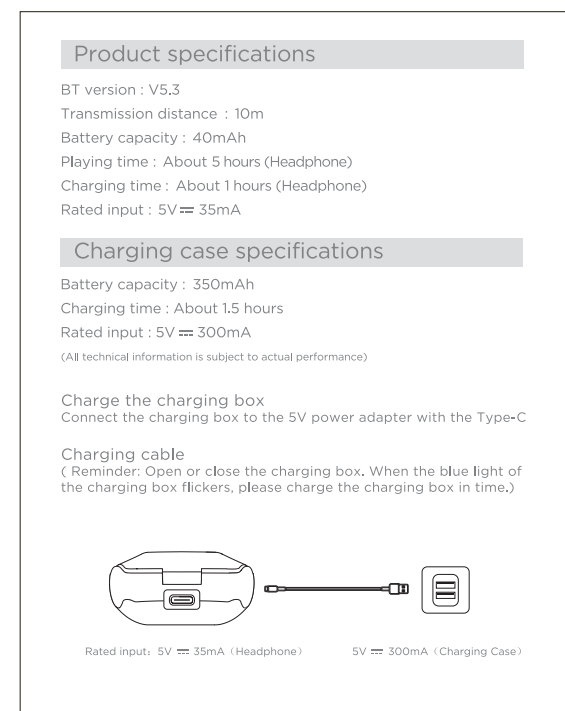 Product specifications
BT version : V5.3
Transmission distance : 10m
Battery capacity : 40mAh
Playing time : About 5 hours (Headphone)
Charging time : About 1 hours (Headphone)
Rated input : 5V⎓ 35mA
Charging case specifications
Battery capacity : 350mAh
Charging time : About 1.5 hours
Rated input : 5V ⎓ 300mA
(All technical information is subject to actual performance)
Charge the charging box
Connect the charging box to the 5V power adapter with the Type-C
Charging cable
( Reminder: Open or close the charging box. When the blue light of
the charging box flickers, please charge the charging box in time.)
Rated input: 5V ⎓ 35mA (Headphone) 5V ⎓ 300mA (Charging Case)